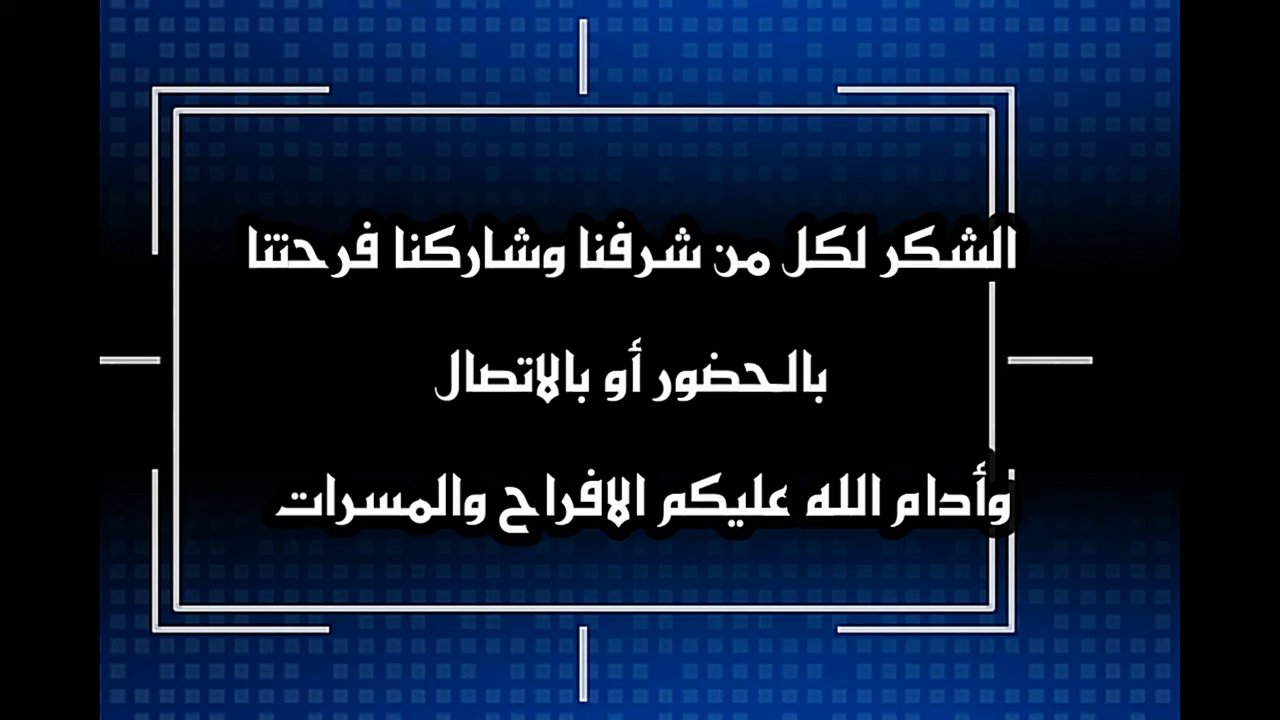 الشكر لكل من شرفنا وشاركنا فرحتنا
بالحضور أو بالاتصال
وأدام الله عليكم الافراح والمسرات